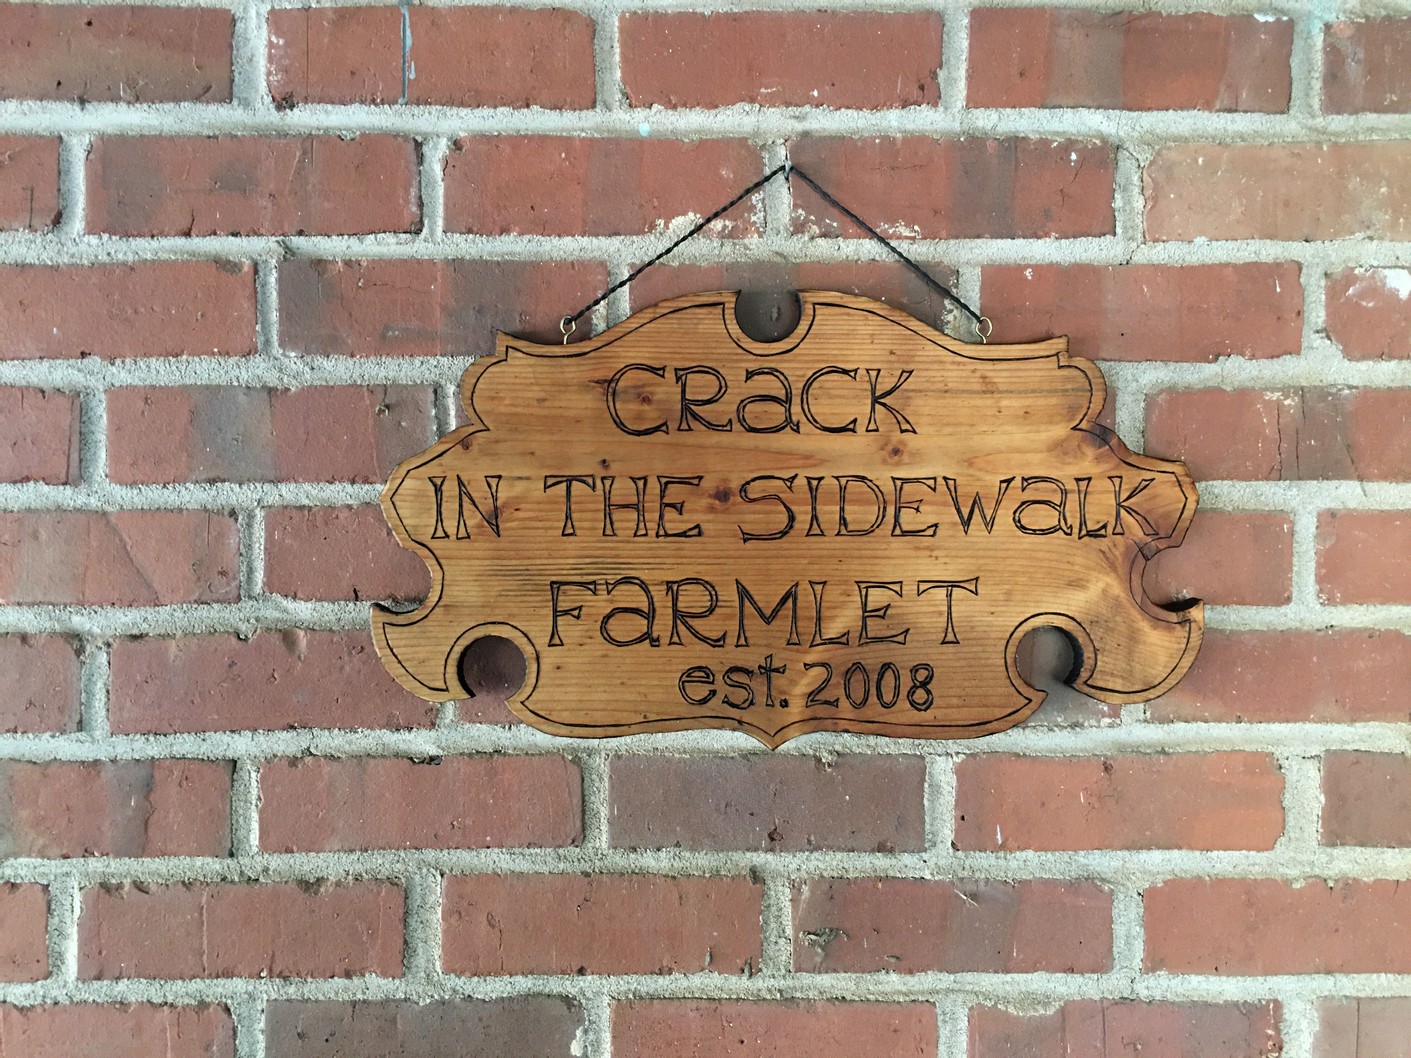 CRaCK
IN THE SIDEWaLK
FaRMLET
est. 2008